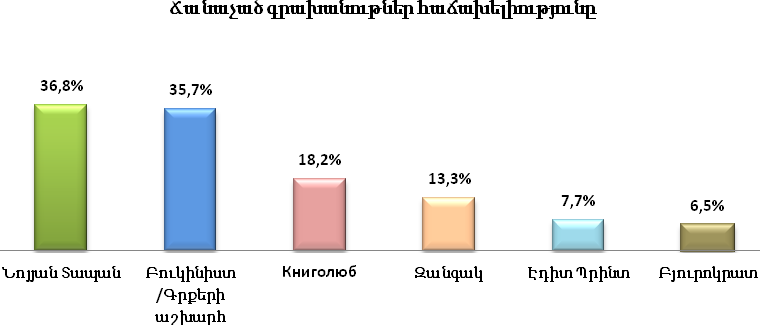 Ճանաչած գրախանութներ հաճախելիությունը
36,8%
35,7%
18,2%
13,3%
7,7%
6,5%
Նոյյան Տապան
Բուկինիստ
/Գրքերի
աշխարհ
Книголюб
Զանգակ
Էդիտ Պրինտ
Բյուրոկրատ